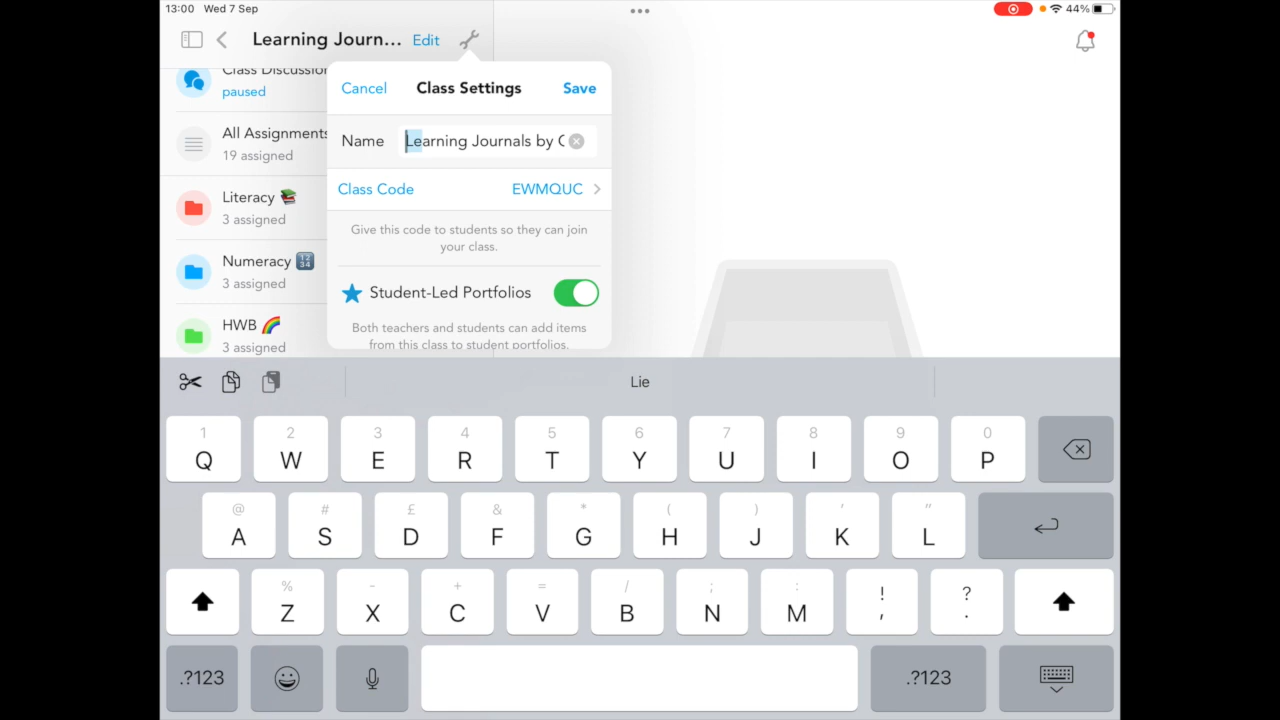 13:00 Wed 7 Sep
44%
Learning Journ... Edit
Class Discussion
paused
All Assignments
19 assigned
Literacy 📚
3 assigned
Numeracy 🔢
3 assigned
HWB 🌈
3 assigned
Cancel Class Settings Save
Name Learning Journals by
Class Code EWMQUC
Give this code to students so they can join
your class.
Student-Led Portfolios
Both teachers and students can add items
from this class to student portfolios.
Lie
1 2 3 4 5 6 7 8 9 0
Q W E R T Y U I O P
@ # £ & * ( ) ' "
A S D F G H J K L
% - + = / ; : ! ?
Z X C V B N M , .
.?123 .?123